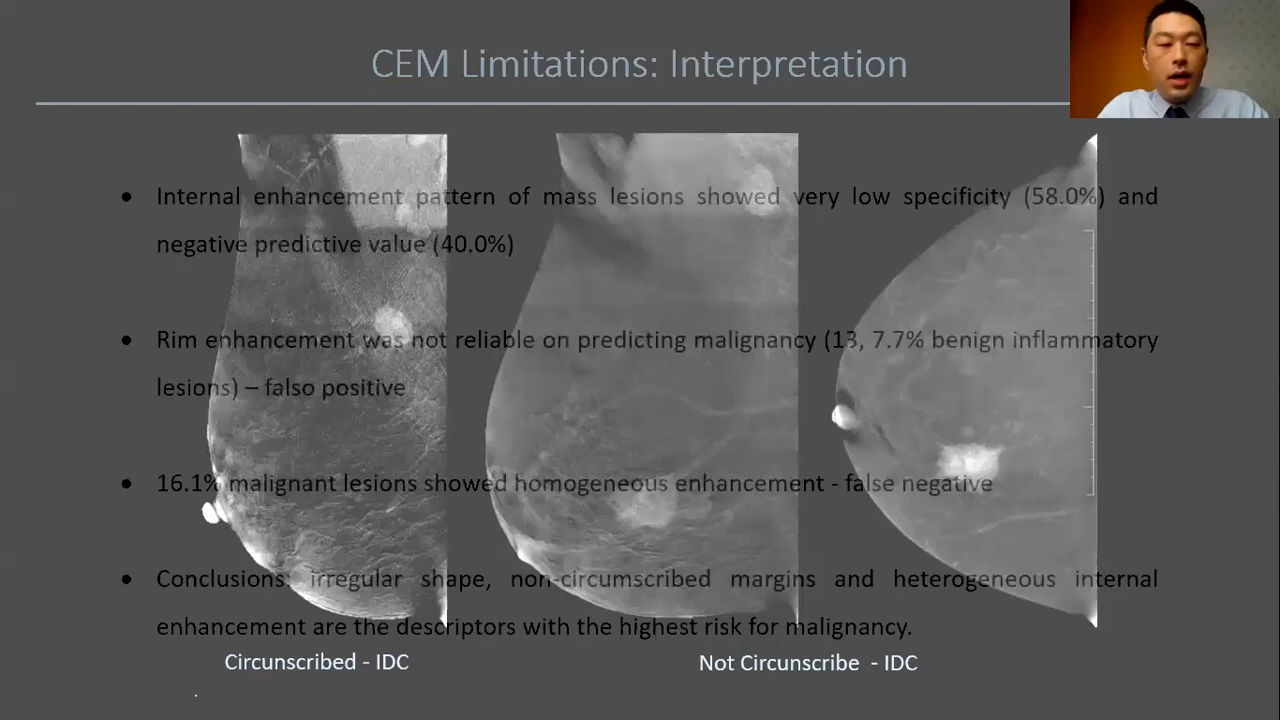 CEM Limitations: Interpretation
• Internal enhancement pattern of mass lesions showed very low specificity (58.0%) and
negative predictive value (40.0%)
• Rim enhancement was not reliable on predicting malignancy (13, 7.7% benign inflammatory
lesions) – falso positive
• 16.1% malignant lesions showed homogeneous enhancement - false negative
• Conclusions: irregular shape, non-circumscribed margins and heterogeneous internal
enhancement are the descriptors with the highest risk for malignancy.
Circunscribed - IDC
Not Circunscribe - IDC
.